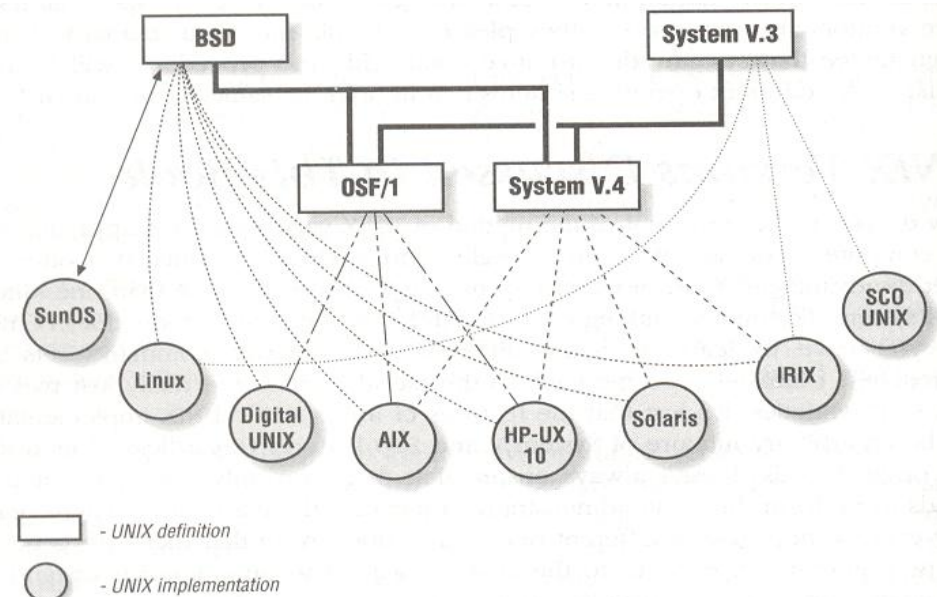 BSD
System V.3
OSF/1
System V.4
SunOS
Linux
Digital
UNIX
AIX
HP-UX
10
Solaris
IRIX
SCO
UNIX
- UNIX definition
- UNIX implementation